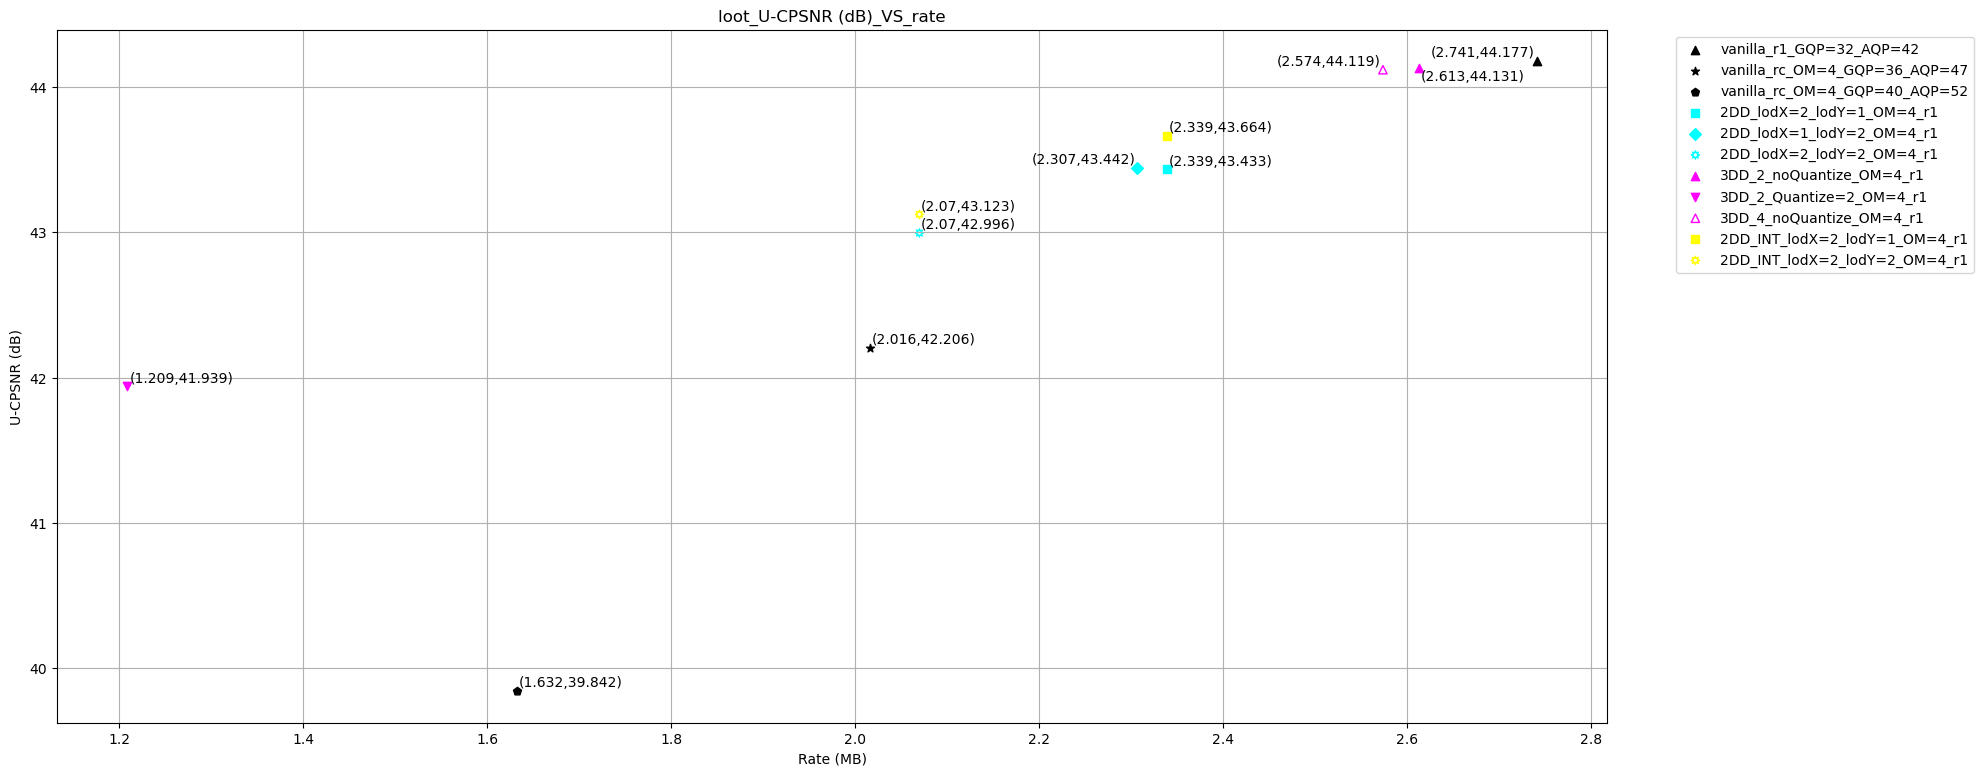 loot_U-CPSNR (dB)_VS_rate
U-CPSNR (dB)
44
43
42
41
40
(2.574,44.119)
(2.741,44.177)
(2.613,44.131)
(2.339,43.664)
(2.307,43.442)
(2.339,43.433)
(2.07,43.123)
(2.07,42.996)
(2.016,42.206)
(1.209,41.939)
(1.632,39.842)
1.2
1.4
1.6
1.8
2.0
2.2
2.4
2.6
2.8
Rate (MB)
vanilla_r1_GQP=32_AQP=42
vanilla_rc_OM=4_GQP=36_AQP=47
vanilla_rc_OM=4_GQP=40_AQP=52
2DD_lodX=2_lodY=1_OM=4_r1
2DD_lodX=1_lodY=2_OM=4_r1
2DD_lodX=2_lodY=2_OM=4_r1
3DD_2_noQuantize_OM=4_r1
3DD_2_Quantize=2_OM=4_r1
3DD_4_noQuantize_OM=4_r1
2DD_INT_lodX=2_lodY=1_OM=4_r1
2DD_INT_lodX=2_lodY=2_OM=4_r1